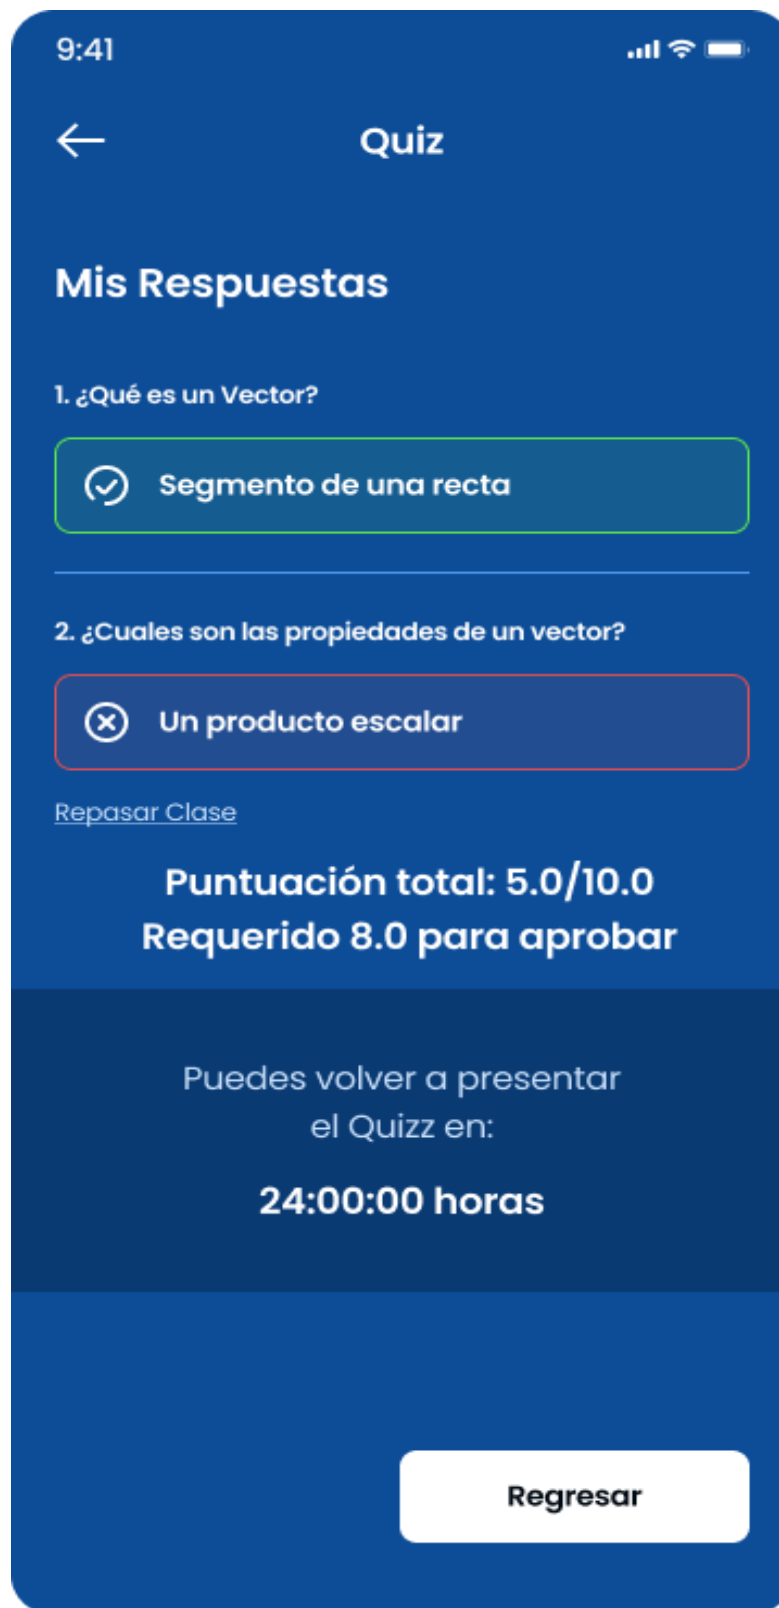 9:41
Quiz
Mis Respuestas
1. ¿Qué es un Vector?
Segmento de una recta
2. ¿Cuales son las propiedades de un vector?
Un producto escalar
Repasar Clase
Puntuación total: 5.0/10.0
Requerido 8.0 para aprobar
Puedes volver a presentar
el Quizz en:
24:00:00 horas
Regresar